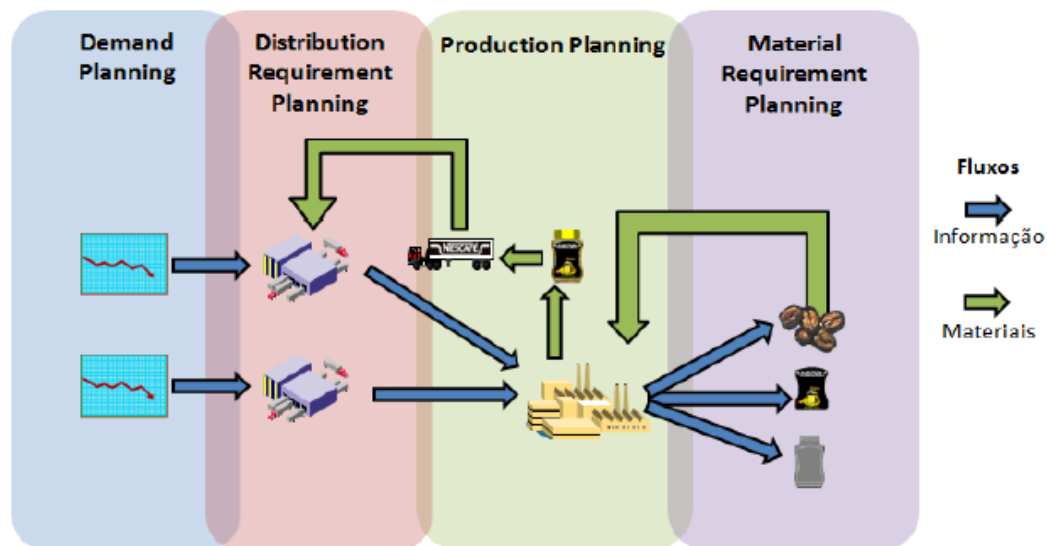 Demand
Planning
Distribution
Requirement
Planning
Production Planning
Material
Requirement
Planning
Fluxos
Informação
Materiais
NESCAFE